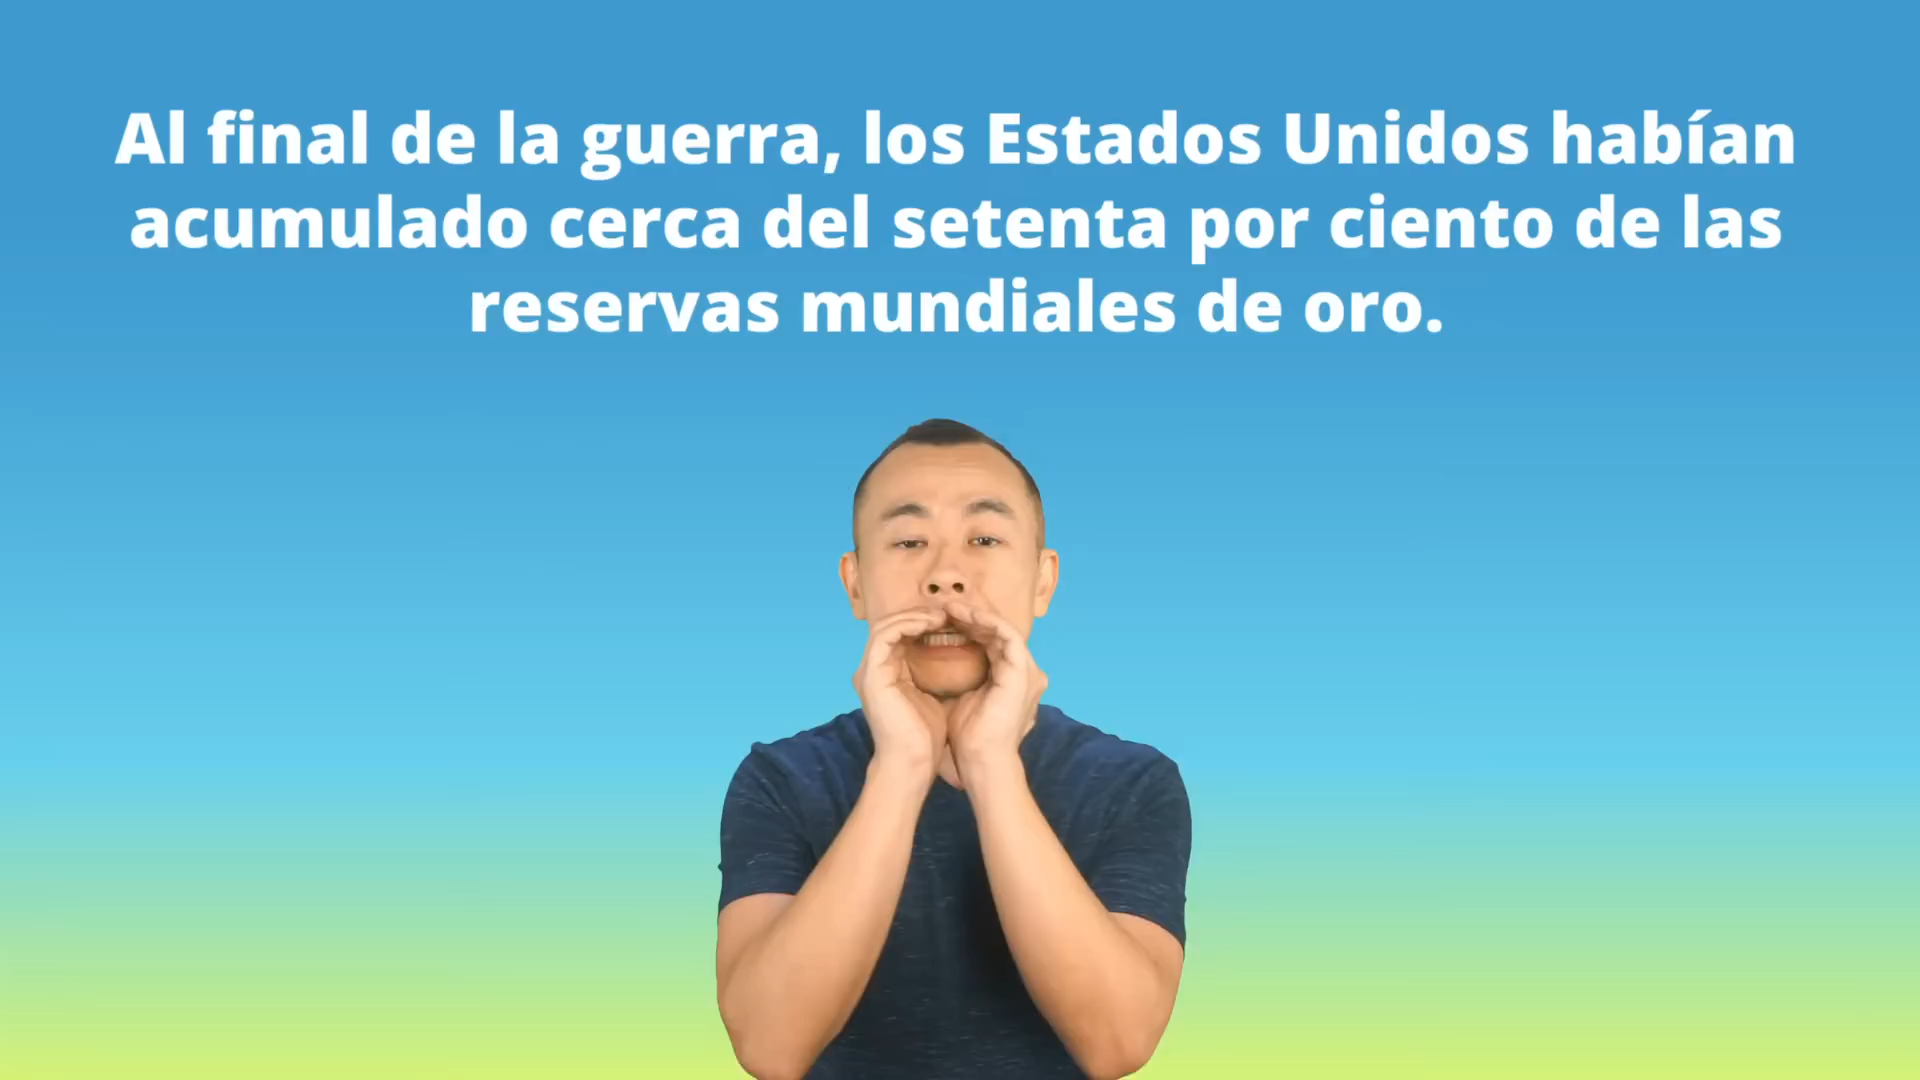 Al final de la guerra, los Estados Unidos habían
acumulado cerca del setenta por ciento de las
reservas mundiales de oro.